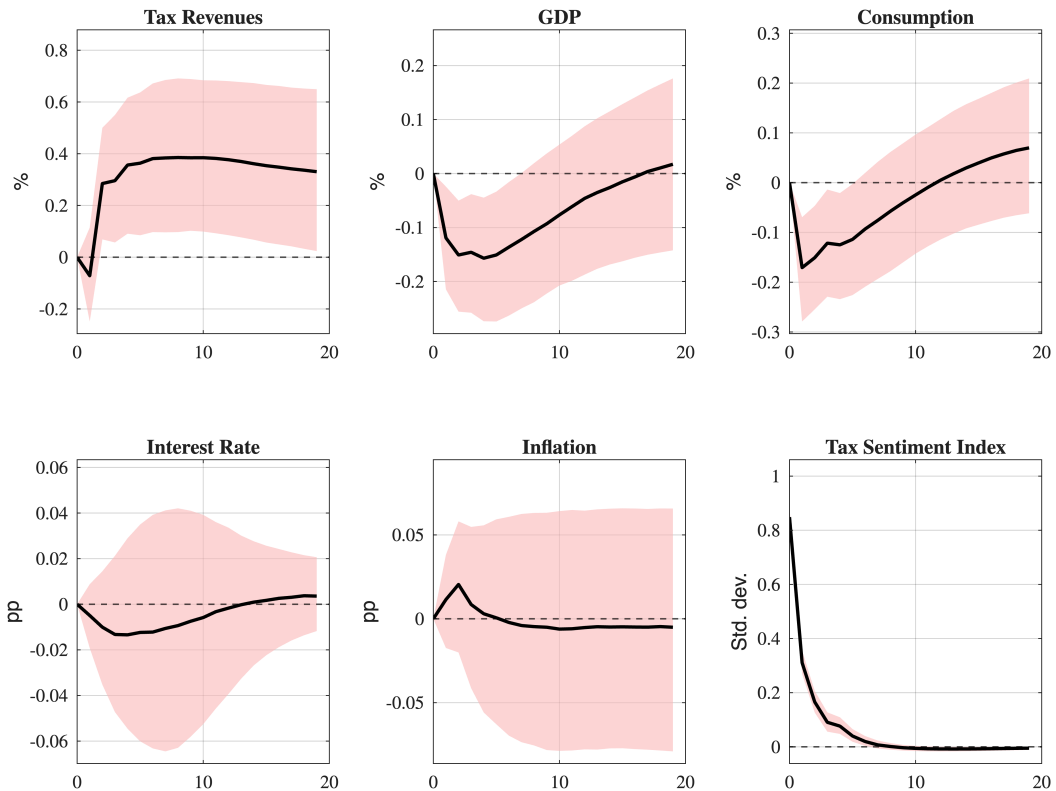 Tax Revenues
0.8
0.6
0.4
0.2
0
-0.2
%
0 10 20
GDP
0.2
0.1
0
-0.1
-0.2
%
0 10 20
Consumption
0.3
0.2
0.1
0
-0.1
-0.2
-0.3
%
0 10 20
Interest Rate
0.06
0.04
0.02
0
-0.02
-0.04
-0.06
pp
0 10 20
Inflation
0.05
0
-0.05
pp
0 10 20
Tax Sentiment Index
1
0.8
0.6
0.4
0.2
0
Std. dev.
0 10 20